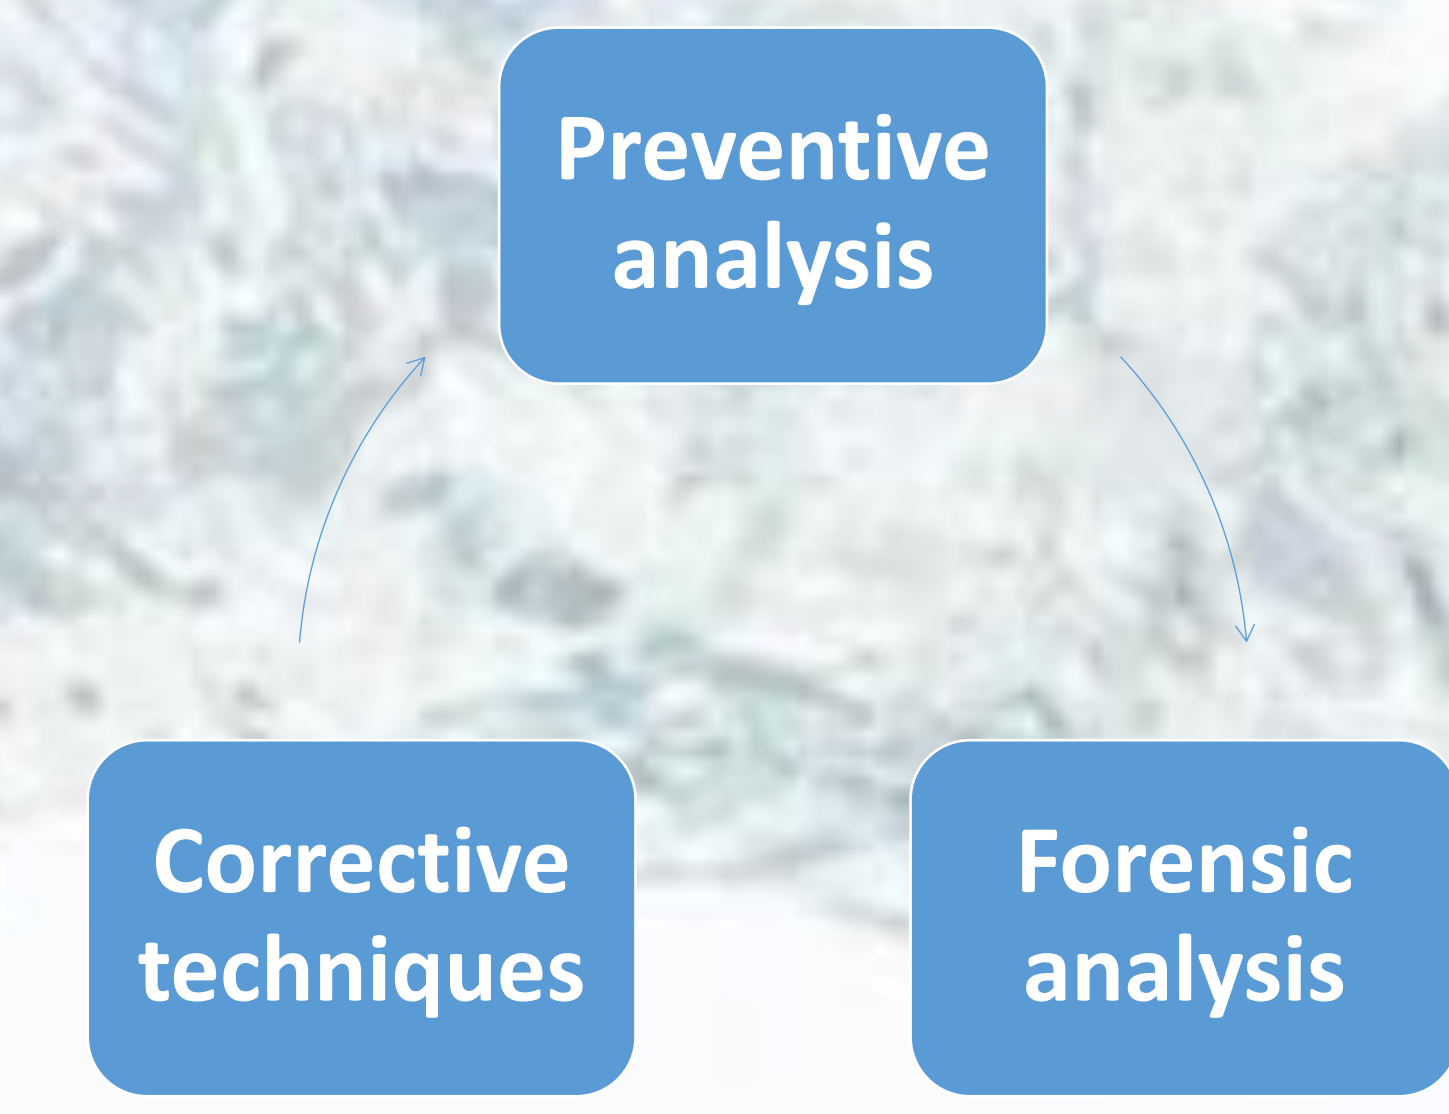 Preventive
analysis
Corrective
techniques
Forensic
analysis